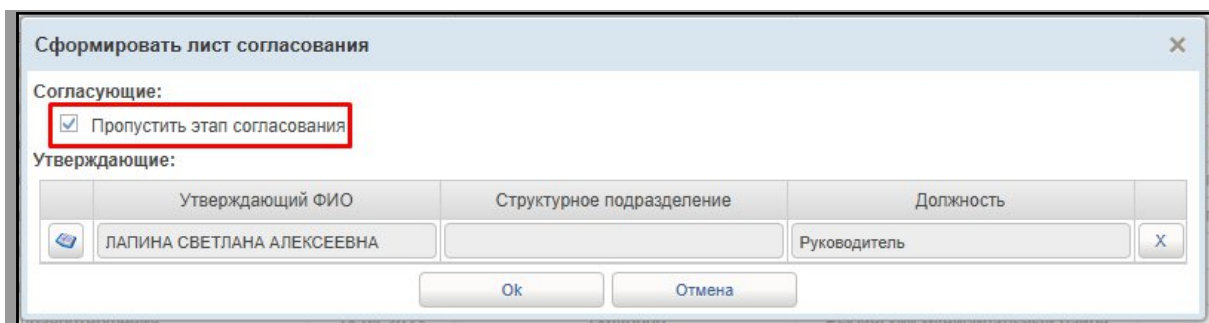 Сформировать лист согласования
Согласующие:
Пропустить этап согласования
Утверждающие:
Утверждающий ФИО Структурное подразделение Должность
ЛАПИНА СВЕТЛАНА АЛЕКСЕЕВНА Руководитель X
Ok Отмена